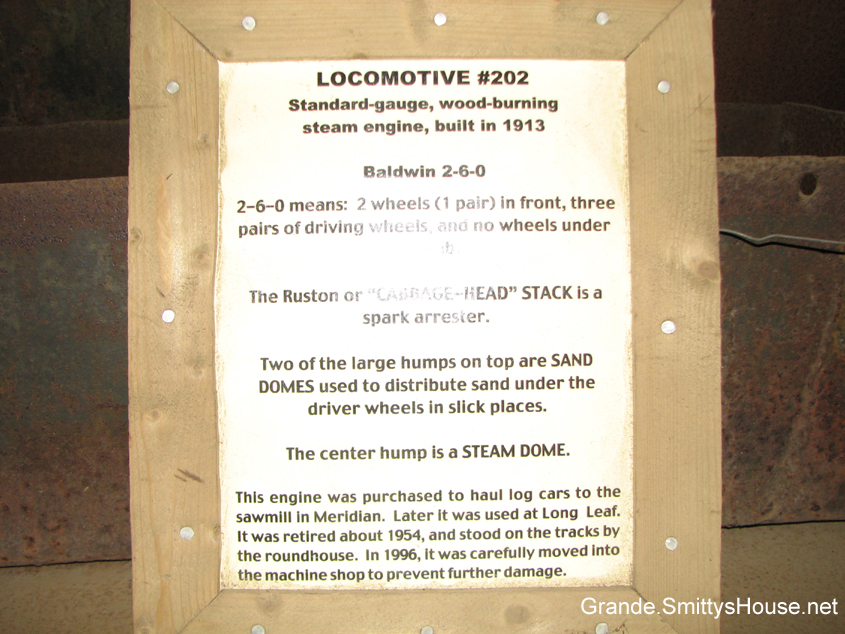 LOCOMOTIVE #202
Standard-gauge, wood-burning
steam engine, built in 1913
Baldwin 2-6-0
2-6-0 means: 2 wheels (1 pair) in front, three
pairs of driving wheels, and no wheels under
The Ruston or "CABBAGE-HEAD" STACK is a
spark arrester.
Two of the large humps on top are SAND
DOMES used to distribute sand under the
driver wheels in slick places.
The center hump is a STEAM DOME.
This engine was purchased to haul log cars to the
sawmill in Meridian. Later it was used at Long Leaf.
It was retired about 1954, and stood on the tracks by
the roundhouse. In 1996, it was carefully moved into
the machine shop to prevent further damage.
Grande.SmittysHouse.net